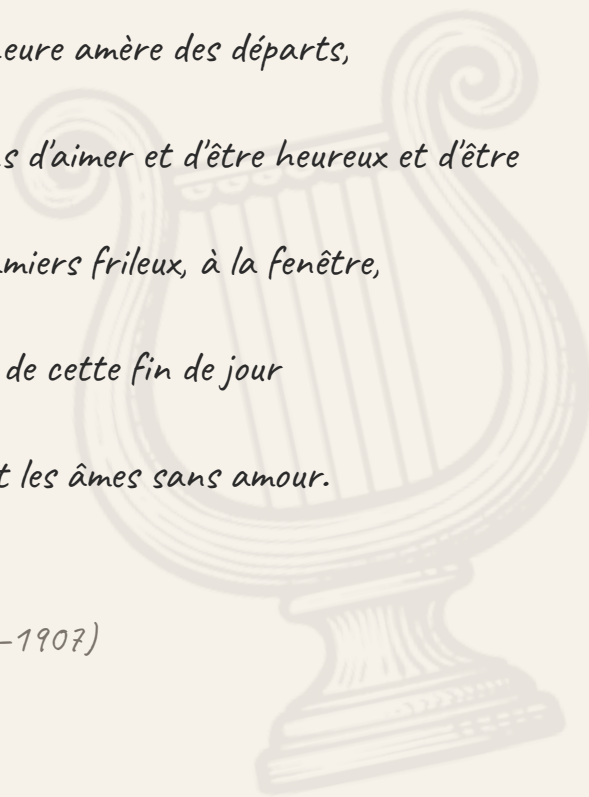 eure amère des départs,
s d'aimer et d'être heureux et d'être
miers frileux, à la fenêtre,
de cette fin de jour
t les âmes sans amour.
–1907)